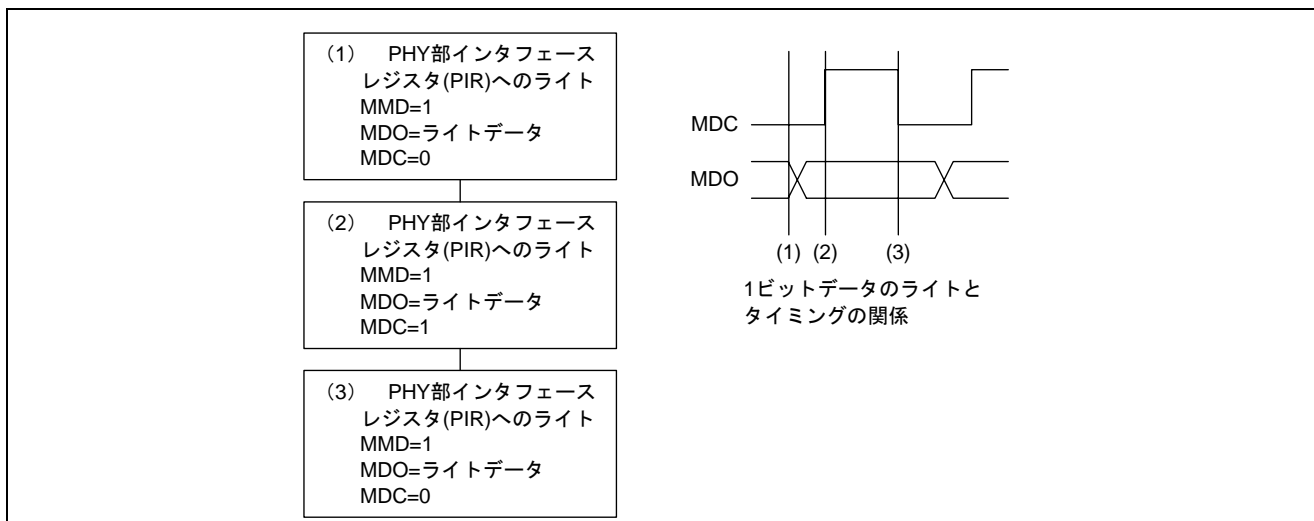 (1) PHY部インタフェース
レジスタ(PIR)へのライト
MMD=1
MDO=ライトデータ
MDC=0
(2) PHY部インタフェース
レジスタ(PIR)へのライト
MMD=1
MDO=ライトデータ
MDC=1
(3) PHY部インタフェース
レジスタ(PIR)へのライト
MMD=1
MDO=ライトデータ
MDC=0
MDC
MDO
(1) (2) (3)
1ビットデータのライトと
タイミングの関係